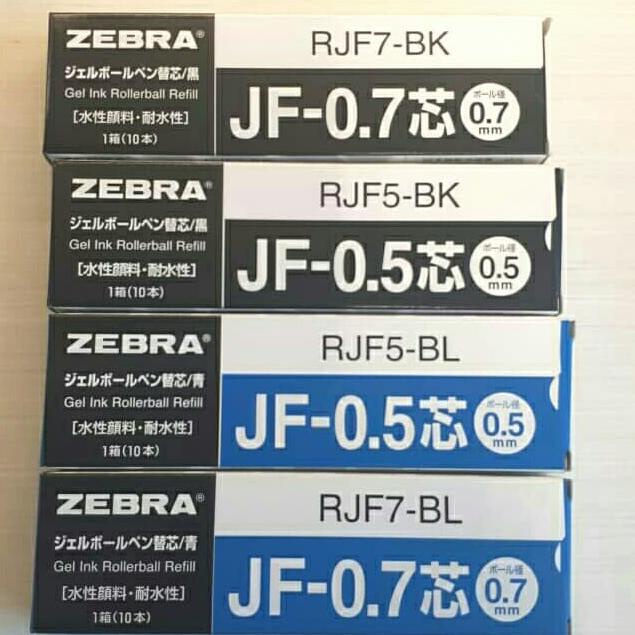 ZEBRA®
ジェルボールペン替芯/黒
Gel Ink Rollerball Refill
[水性顔料・耐水性]
1箱(10本)
RJF7-BK
JF-0.7芯
ボール径
0.7
mm
ZEBRA®
ジェルボールペン替芯/黒
Gel Ink Rollerball Refill
[水性顔料・耐水性]
1箱(10本)
RJF5-BK
JF-0.5芯
ボール径
0.5
mm
ZEBRA®
ジェルボールペン替芯/青
Gel Ink Rollerball Refill
[水性顔料・耐水性]
1箱(10本)
RJF5-BL
JF-0.5芯
ボール径
0.5
mm
ZEBRA®
ジェルボールペン替芯/青
Gel Ink Rollerball Refill
[水性顔料・耐水性]
1箱(10本)
RJF7-BL
JF-0.7芯
ボール径
0.7
mm